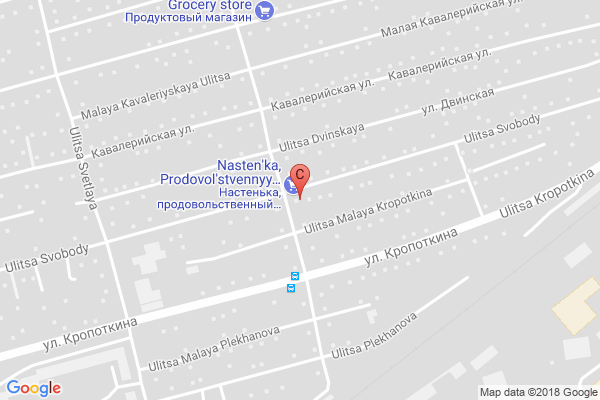 Grocery store
Продуктовый магазин
Малая Кавалерийская ул.
Malaya Kavaleriyskaya Ulitsa
Кавалерийская ул.
Кавалерийская ул.
ул. Двинская
Кавалерийская ул.
Ulitsa Dvinskaya
Ulitsa Svobody
Ulitsa Svetlaya
Nasten'ka,
Prodovol'stvennyy...
Настенька,
продовольственный...
C
Ulitsa Malaya Kropotkina
Ulitsa Kropotkina
Ulitsa Svobody
ул. Кропоткина
ул. Кропоткина
Ulitsa Malaya Plekhanova
Ulitsa Plekhanova
Google
Map data ©2018 Google